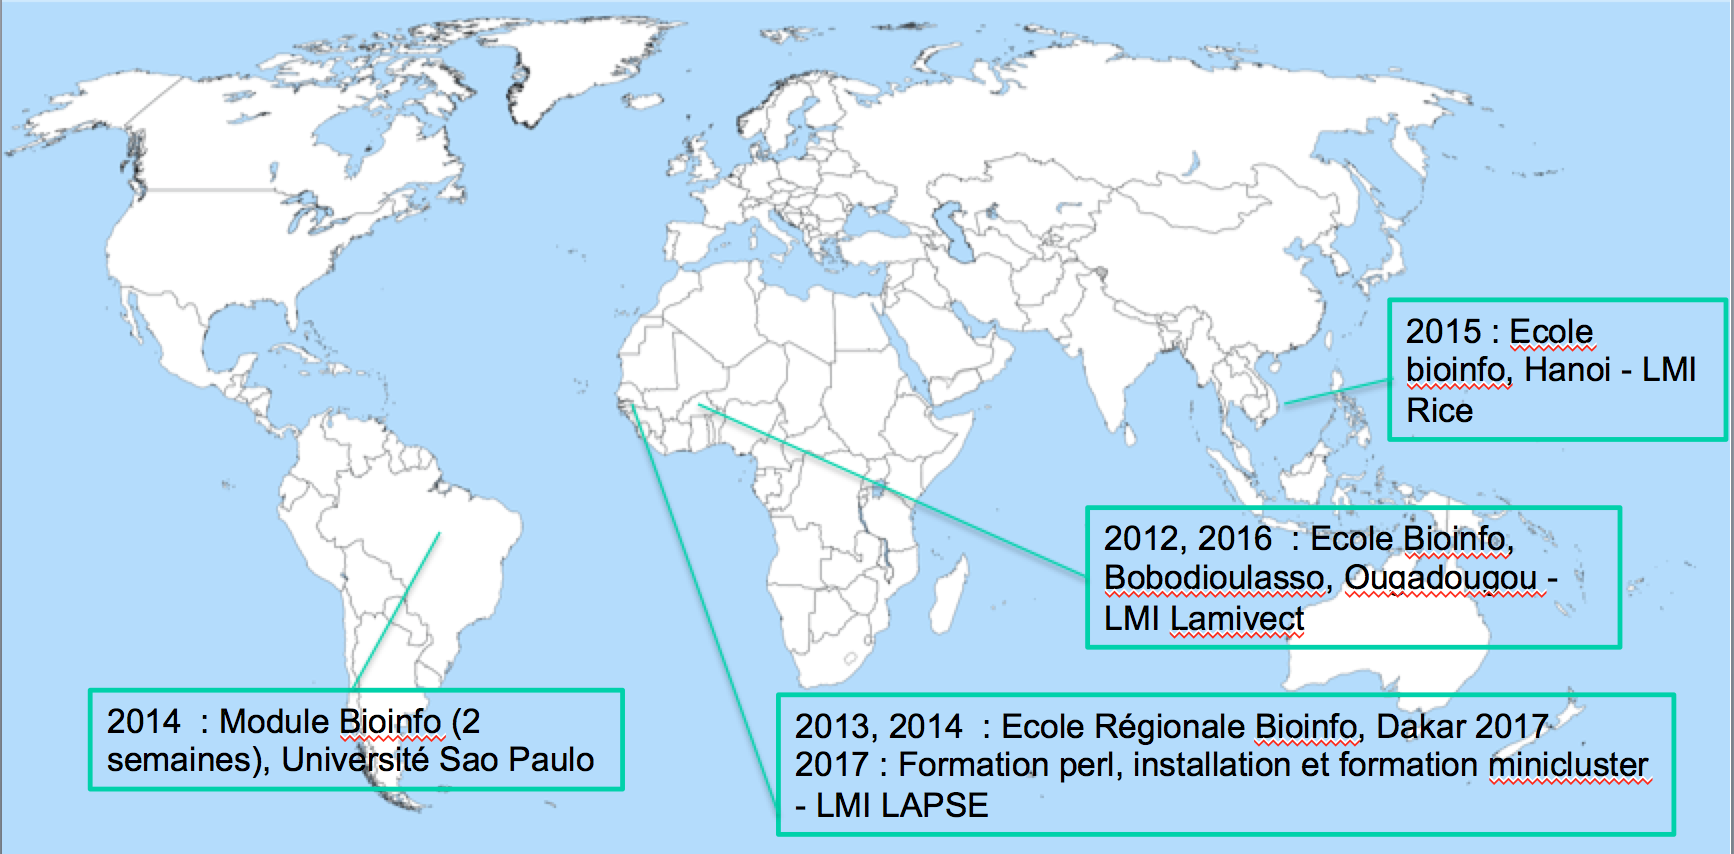 2015 : Ecole
bioinfo, Hanoi - LMI
Rice
2012, 2016  : Ecole Bioinfo,
Bobodioulasso, Ougadougou -
LMI Lamivect
2014  : Module Bioinfo (2
semaines), Université Sao Paulo
2013, 2014  : Ecole Régionale Bioinfo, Dakar 2017
2017 : Formation perl, installation et formation minicluster
- LMI LAPSE